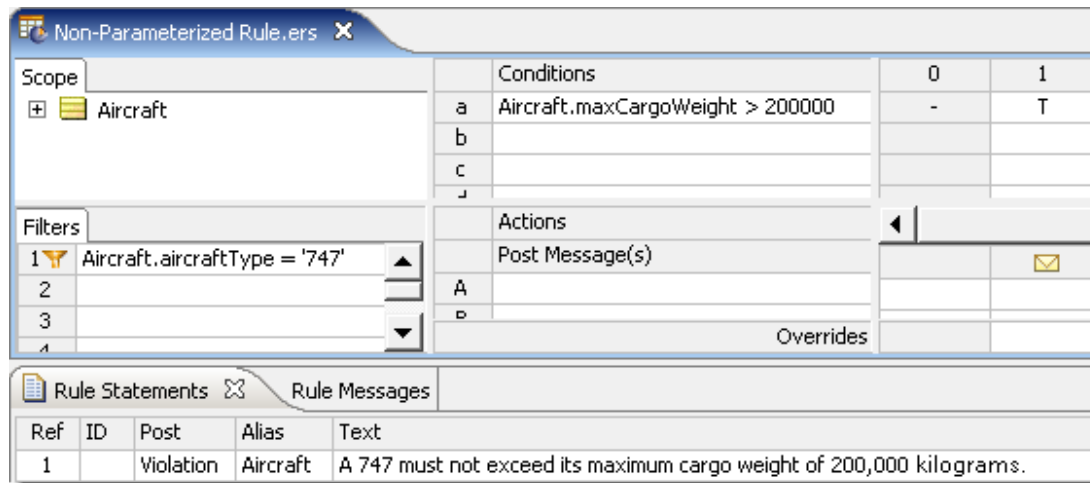 Non-Parameterized Rule.ers
Scope
Aircraft
Conditions 0 1
a Aircraft.maxCargoWeight > 200000 - T
b
c
Filters
1 Aircraft.aircraftType = '747'
2
3
Actions
Post Message(s)
A
Overrides
Rule Statements Rule Messages
Ref ID Post Alias Text
1 Violation Aircraft A 747 must not exceed its maximum cargo weight of 200,000 kilograms.